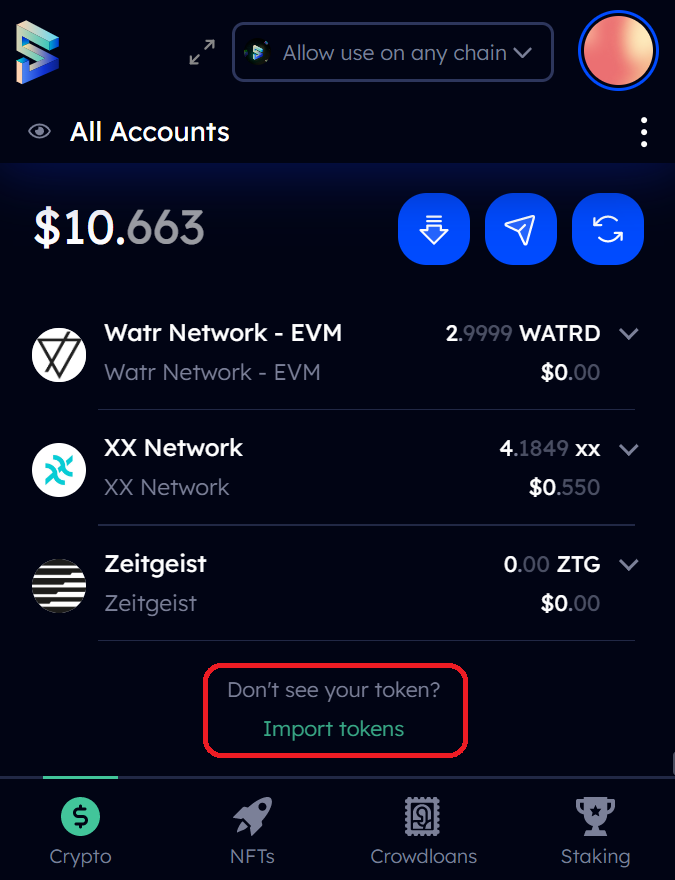 Allow use on any chain
All Accounts
$10.663
Watr Network - EVM 2.9999 WATRD
Watr Network - EVM $0.00
XX Network 4.1849 xx
XX Network $0.550
Zeitgeist 0.00 ZTG
Zeitgeist $0.00
Don't see your token?
Import tokens
Crypto NFTs Crowdloans Staking